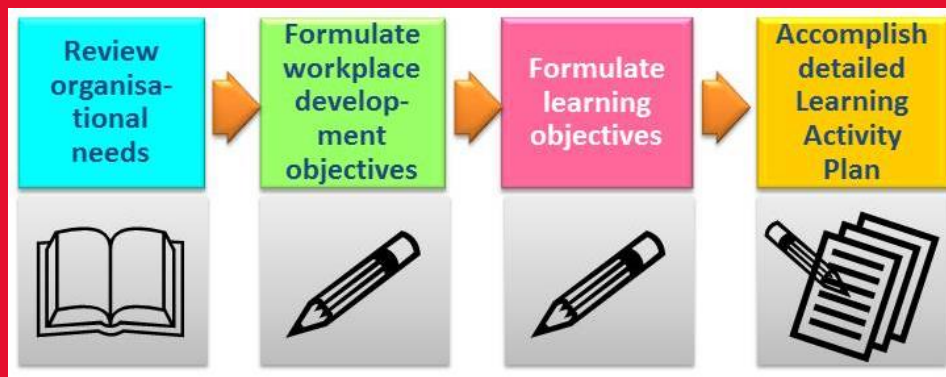 Review
organisa-
tional
needs
Formulate
workplace
develop-
ment
objectives
Formulate
learning
objectives
Accomplish
detailed
Learning
Activity
Plan